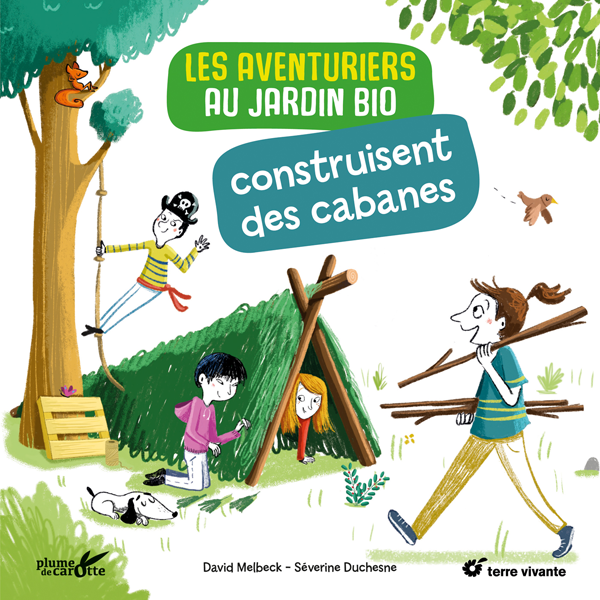 LES AVENTURIERS
AU JARDIN BIO
construisent
des cabanes
plume
de carotte
David Melbeck – Séverine Duchesne
terre vivante